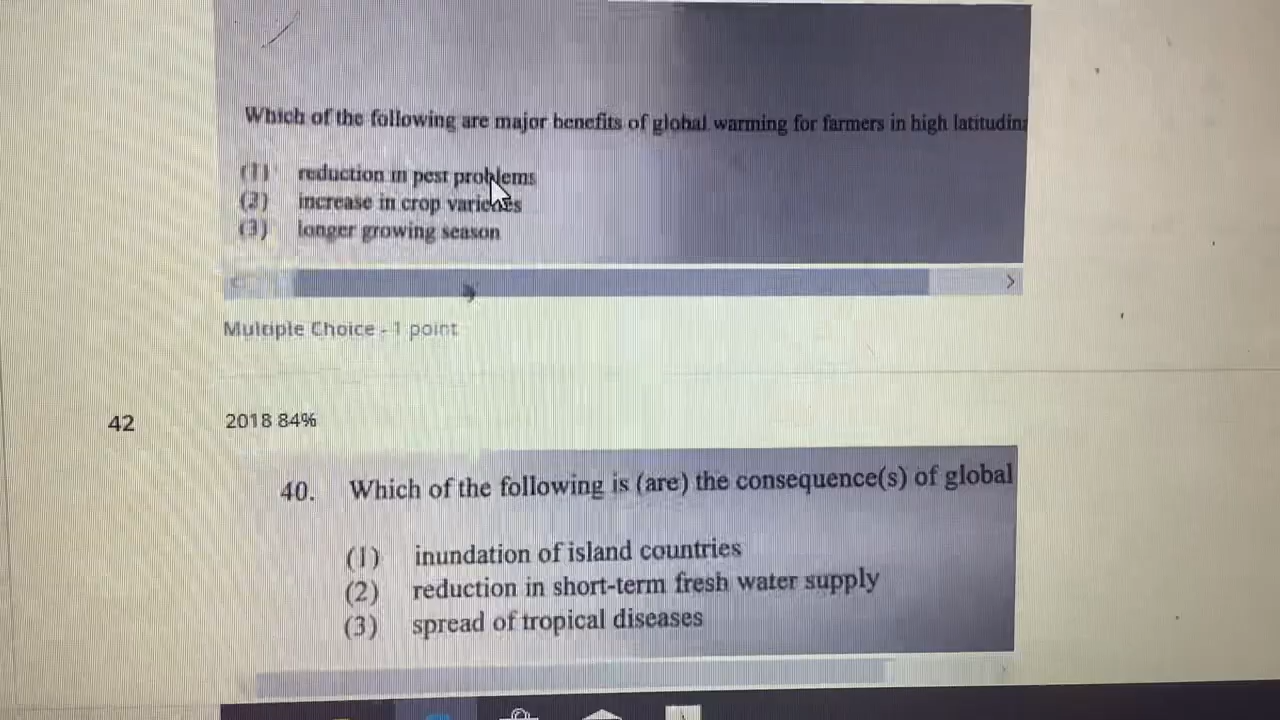 Which of the following are major benefits of global warming for farmers in high
(1) reduction in pest problems
(2) increase in crop varieties
(3) longer growing season
Multiple Choice - 1 point
42
2018 84%
40. Which of the following is (are) the consequence(s) of global
(1) inundation of island countries
(2) reduction in short-term fresh water supply
(3) spread of tropical diseases